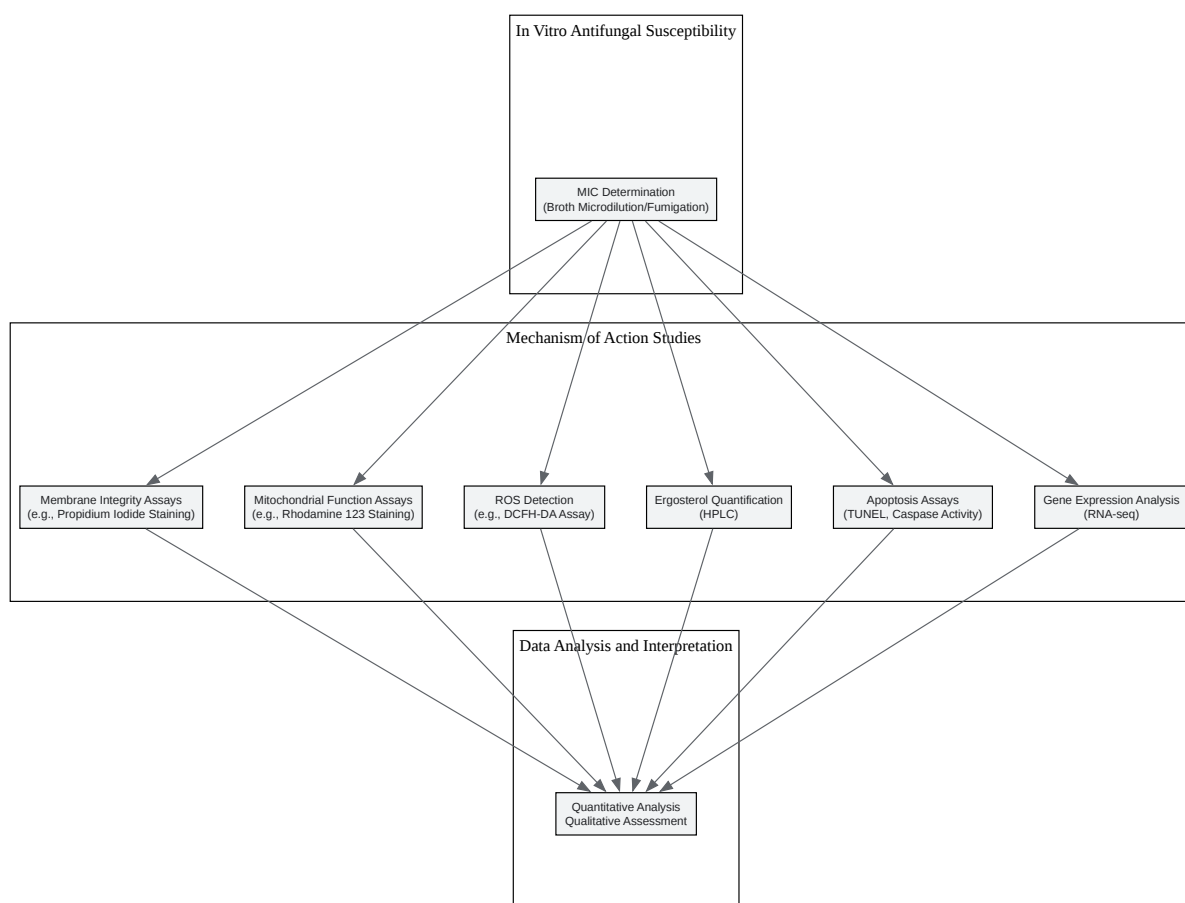 In Vitro Antifungal Susceptibility
MIC Determination
(Broth Microdilution/Fumigation)
Mechanism of Action Studies
Membrane Integrity Assays
(e.g., Propidium Iodide Staining)
Mitochondrial Function Assays
(e.g., Rhodamine 123 Staining)
ROS Detection
(e.g., DCFH-DA Assay)
Ergosterol Quantification
(HPLC)
Apoptosis Assays
(TUNEL, Caspase Activity)
Gene Expression Analysis
(RNA-seq)
Data Analysis and Interpretation
Quantitative Analysis
Qualitative Assessment